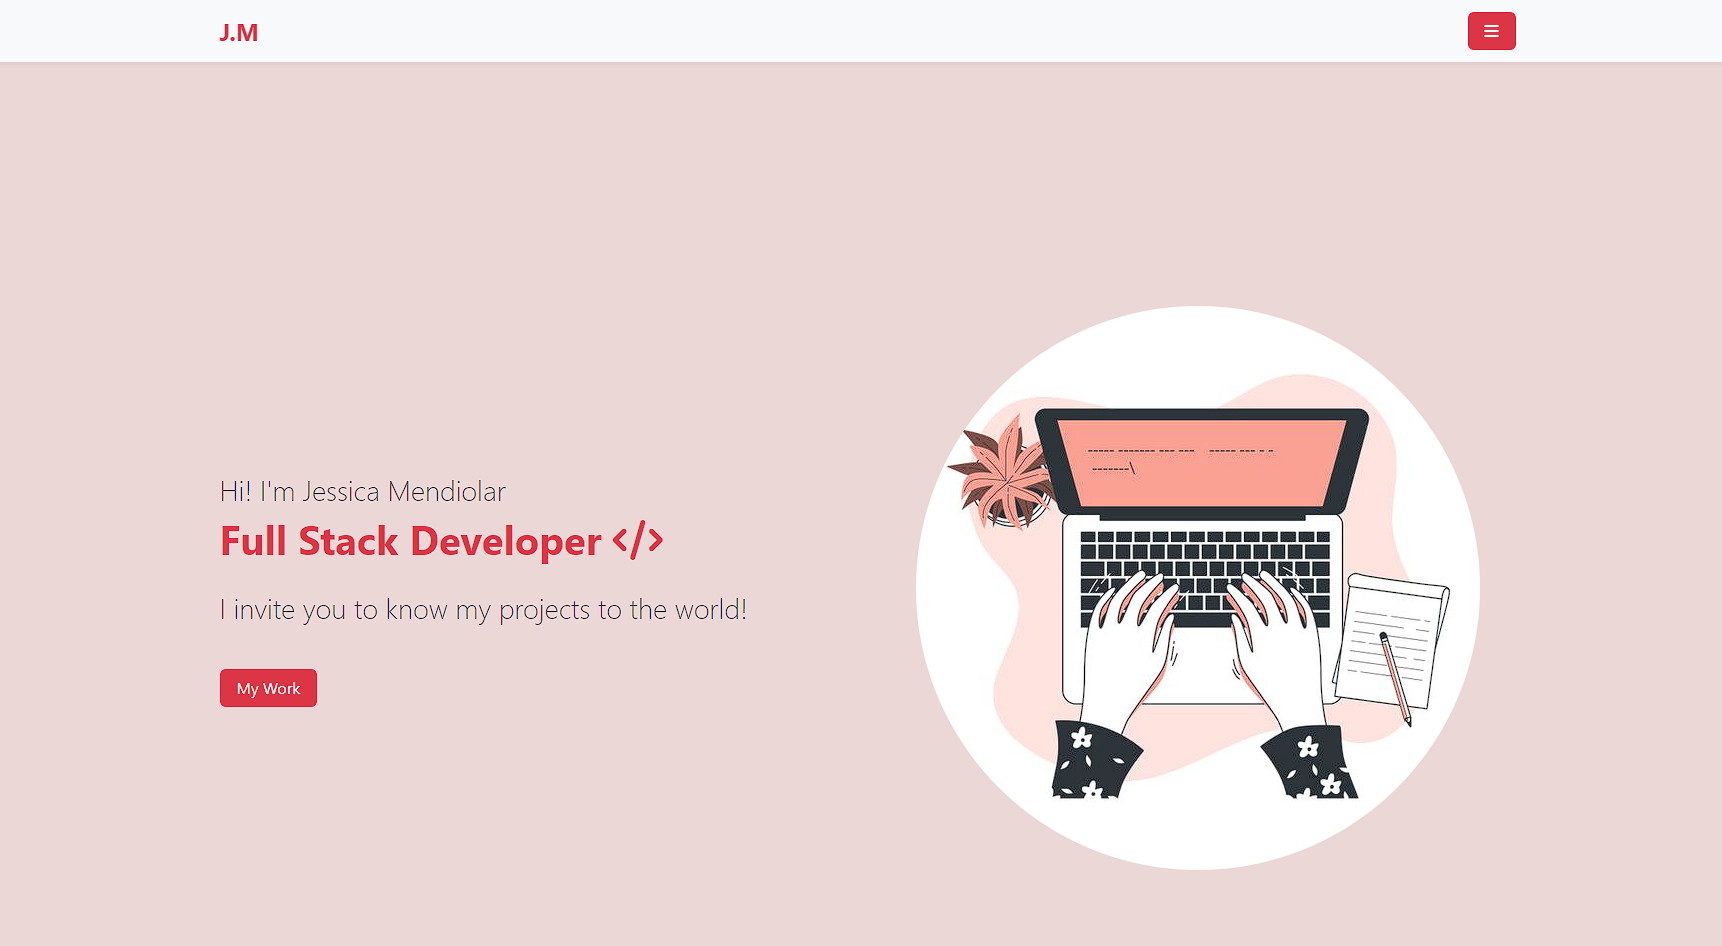 J.M
Hi! I'm Jessica Mendiolar
Full Stack Developer </>
I invite you to know my projects to the world!
My Work